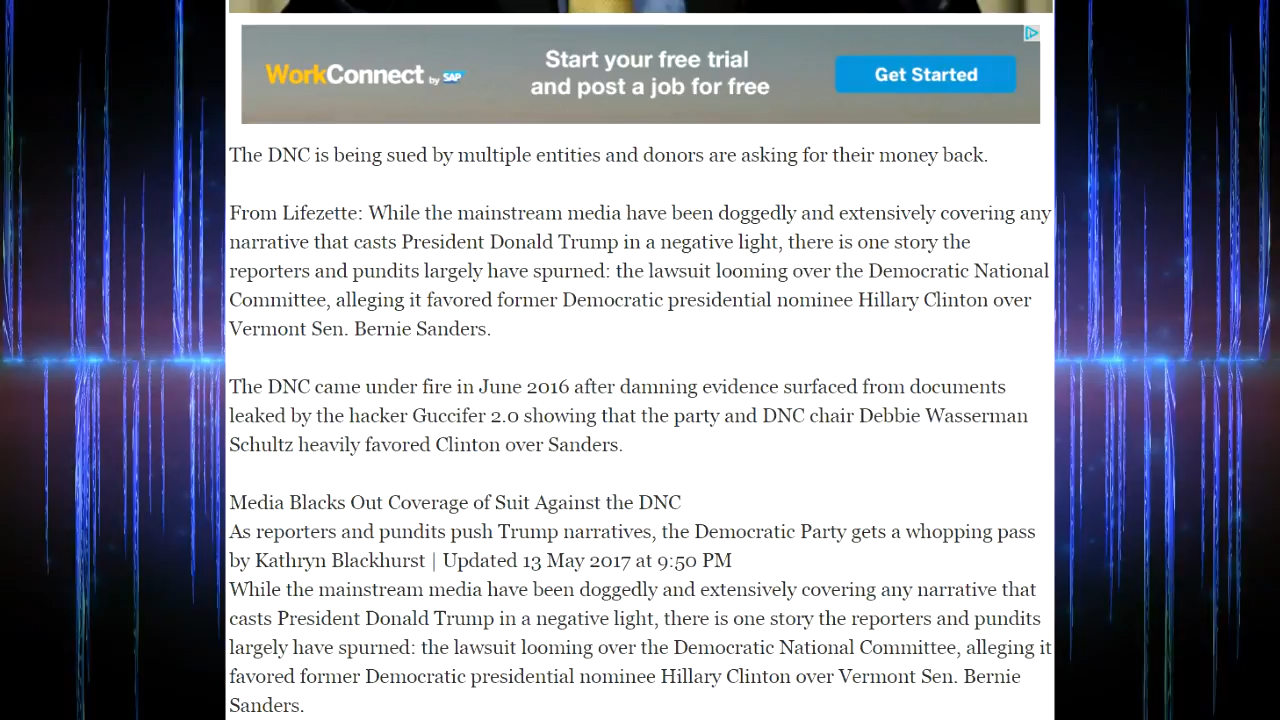 WorkConnect by SAP
Start your free trial
and post a job for free
Get Started
The DNC is being sued by multiple entities and donors are asking for their money back.
From Lifezette: While the mainstream media have been doggedly and extensively covering any
narrative that casts President Donald Trump in a negative light, there is one story the
reporters and pundits largely have spurned: the lawsuit looming over the Democratic National
Committee, alleging it favored former Democratic presidential nominee Hillary Clinton over
Vermont Sen. Bernie Sanders.
The DNC came under fire in June 2016 after damning evidence surfaced from documents
leaked by the hacker Guccifer 2.0 showing that the party and DNC chair Debbie Wasserman
Schultz heavily favored Clinton over Sanders.
Media Blacks Out Coverage of Suit Against the DNC
As reporters and pundits push Trump narratives, the Democratic Party gets a whopping pass
by Kathryn Blackhurst | Updated 13 May 2017 at 9:50 PM
While the mainstream media have been doggedly and extensively covering any narrative that
casts President Donald Trump in a negative light, there is one story the reporters and pundits
largely have spurned: the lawsuit looming over the Democratic National Committee, alleging it
favored former Democratic presidential nominee Hillary Clinton over Vermont Sen. Bernie
Sanders.